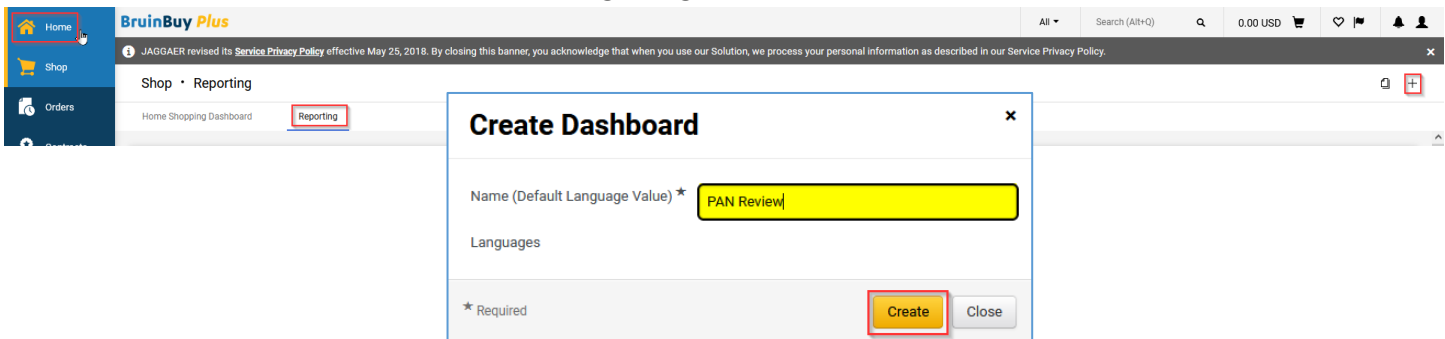 Home
BruinBuy Plus
All
Search (Alt+Q)
0.00 USD
JAGGAER revised its Service Privacy Policy effective May 25, 2018. By closing this banner, you acknowledge that when you use our Solution, we process your personal information as described in our Service Privacy Policy.
Shop
Shop · Reporting
Orders
Home Shopping Dashboard
Reporting
Contracts
Create Dashboard
Name (Default Language Value) ★
PAN Review
Languages
★ Required
Create
Close